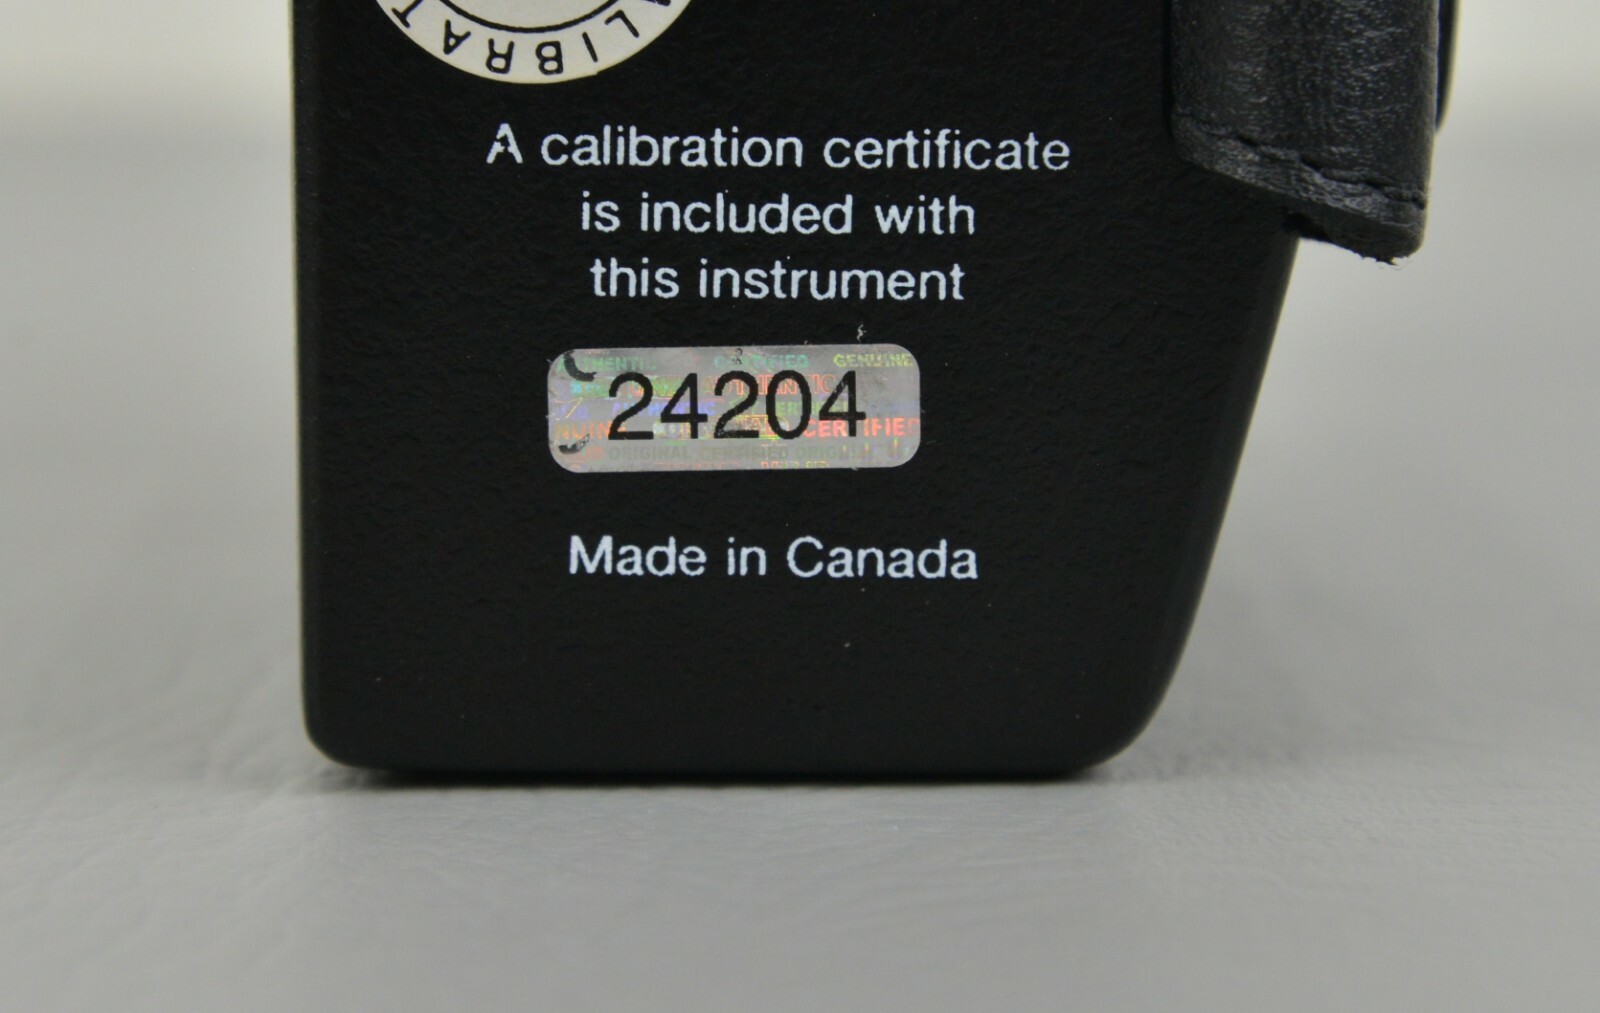 A calibration certificate
is included with
this instrument
24204
Made in Canada